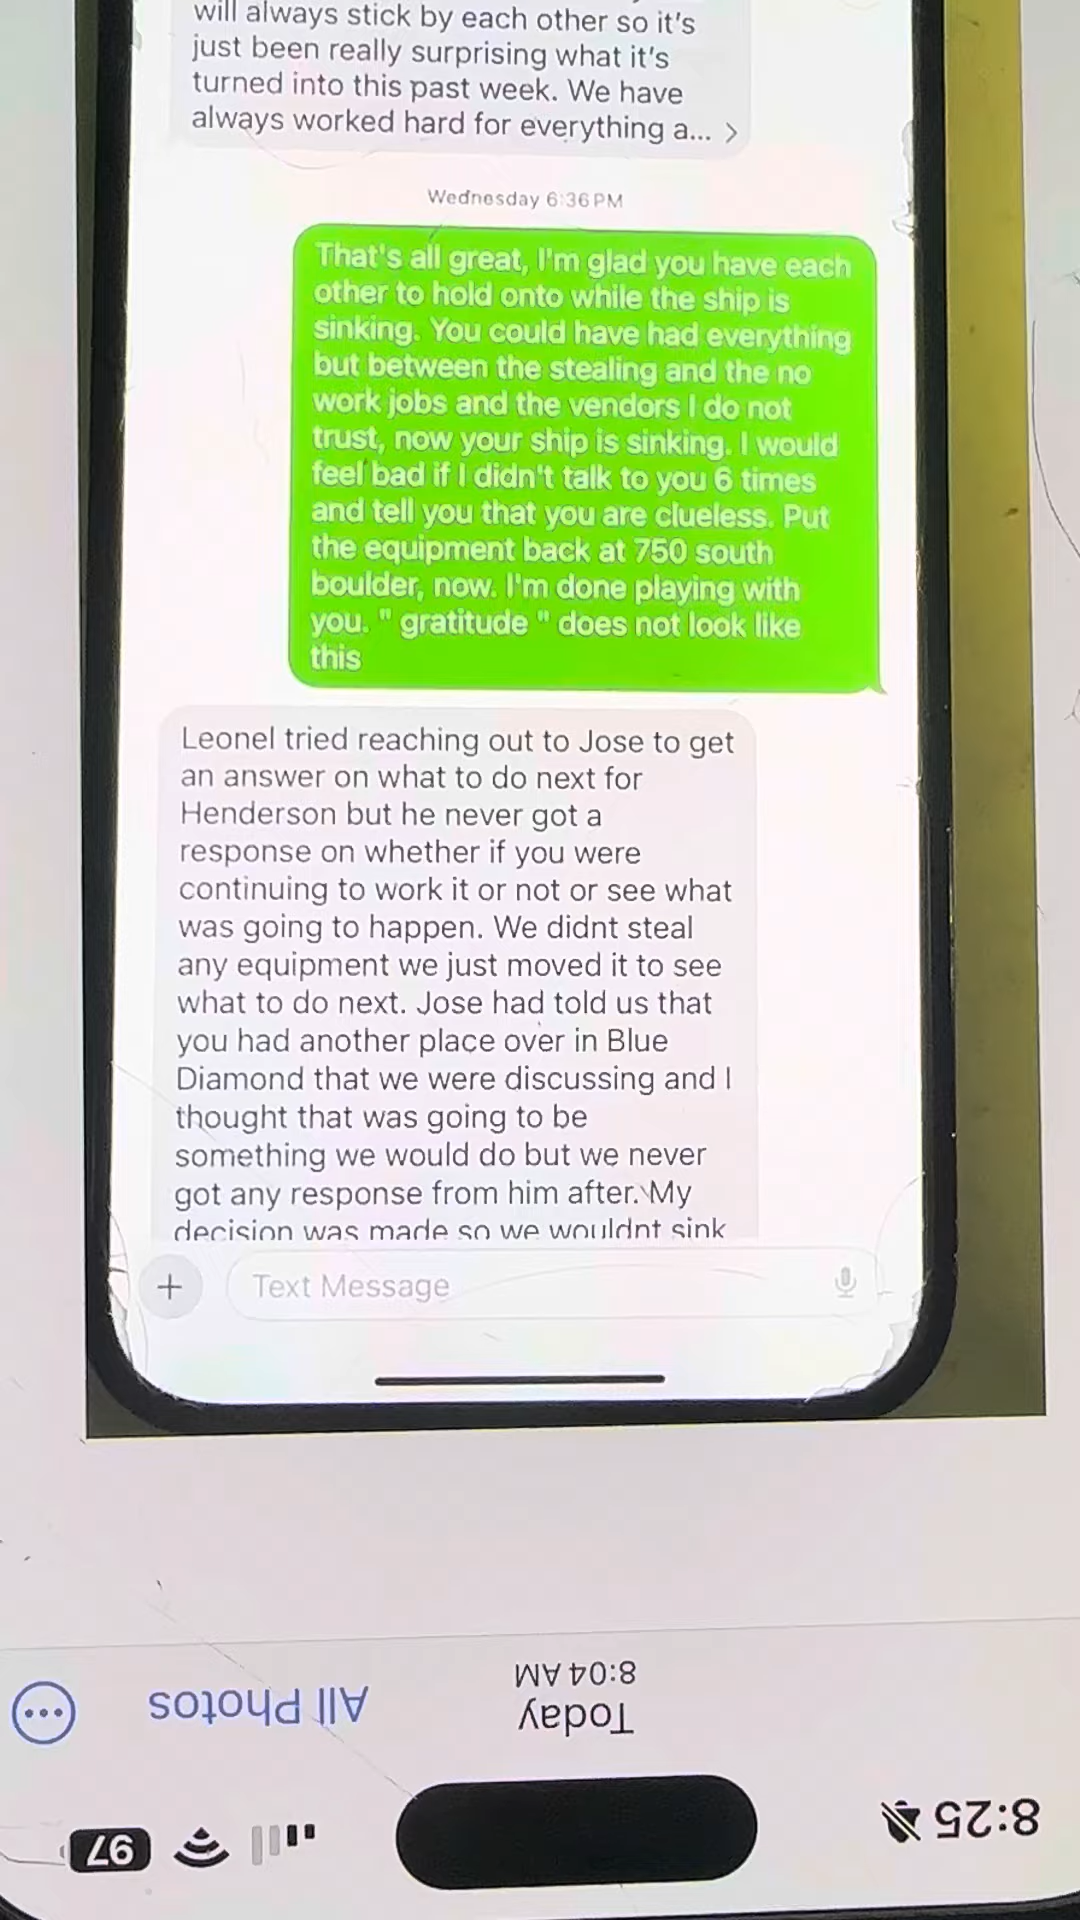 will always stick by each other so it's
just been really surprising what it's
turned into this past week. We have
always worked hard for everything a... >
Wednesday 6:36 PM
That's all great, I'm glad you have each
other to hold onto while the ship is
sinking. You could have had everything
but between the stealing and the no
work jobs and the vendors I do not
trust, now your ship is sinking. I would
feel bad if I didn't talk to you 6 times
and tell you that you are clueless. Put
the equipment back at 750 south
boulder, now. I'm done playing with
you. " gratitude " does not look like
this
Leonel tried reaching out to Jose to get
an answer on what to do next for
Henderson but he never got a
response on whether if you were
continuing to work it or not or see what
was going to happen. We didnt steal
any equipment we just moved it to see
what to do next. Jose had told us that
you had another place over in Blue
Diamond that we were discussing and I
thought that was going to be
something we would do but we never
got any response from him after. My
decision was made so we wouldnt sink
+ Text Message
8:25
97
Today
8:04 AM
All Photos